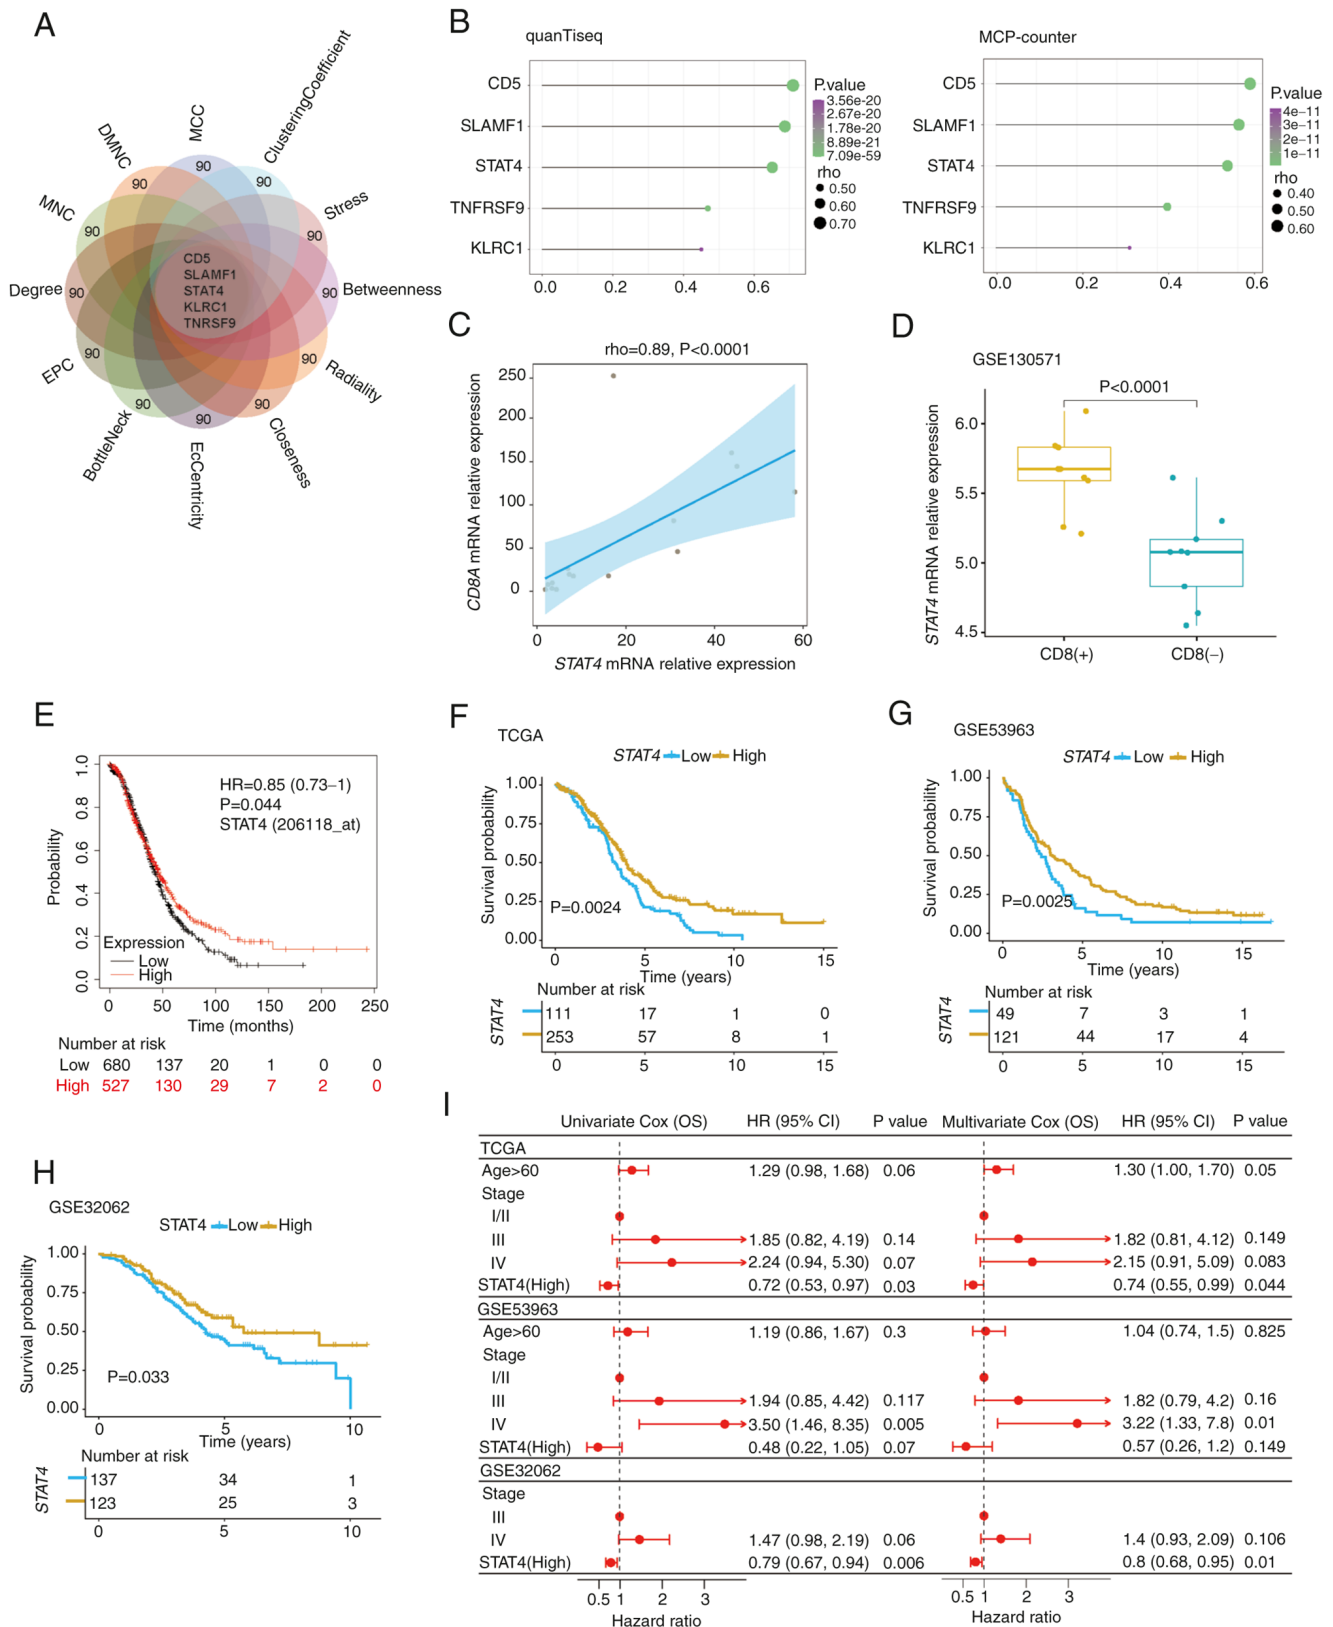 A
MCC
ClusteringCoefficient
DMNC
Stress
MNC
Degree
Betweenness
EPC
Radiality
BottleNeck
Closeness
EcCentricity
90
90
90
90
90
90
90
90
90
90
90
90
CD5
SLAMF1
STAT4
KLRC1
TNRSF9
B
quanTiseq
CD5
SLAMF1
STAT4
TNFRSF9
KLRC1
0.0 0.2 0.4 0.6
P.value
3.56e-20
2.67e-20
1.78e-20
8.89e-21
7.09e-59
rho
0.50
0.60
0.70
MCP-counter
CD5
SLAMF1
STAT4
TNFRSF9
KLRC1
0.0 0.2 0.4 0.6
P.value
4e−11
3e−11
2e−11
1e−11
rho
0.40
0.50
0.60
C
rho=0.89, P<0.0001
CD8A mRNA relative expression
250
200
150
100
50
0
0 20 40 60
STAT4 mRNA relative expression
D
GSE130571
P<0.0001
STAT4 mRNA relative expression
6.0
5.5
5.0
4.5
CD8(+) CD8(−)
E
HR=0.85 (0.73−1)
P=0.044
STAT4 (206118_at)
Probability
1.0
0.8
0.6
0.4
0.2
0.0
Expression
Low
High
0 50 100 150 200 250
Time (months)
Number at risk
Low 680 137 20 1 0 0
High 527 130 29 7 2 0
F
TCGA
STAT4 Low High
Survival probability
1.00
0.75
0.50
0.25
0.00
P=0.0024
0 5 10 15
Time (years)
Number at risk
STAT4
111 17 1 0
253 57 8 1
0 5 10 15
G
GSE53963
STAT4 Low High
Survival probability
1.00
0.75
0.50
0.25
0.00
P=0.0025
0 5 10 15
Time (years)
Number at risk
STAT4
49 7 3 1
121 44 17 4
0 5 10 15
H
GSE32062
STAT4 Low High
Survival probability
1.00
0.75
0.50
0.25
0.00
P=0.033
0 5 10
Time (years)
Number at risk
STAT4
137 34 1
123 25 3
0 5 10
I
Univariate Cox (OS) HR (95% CI) P value Multivariate Cox (OS) HR (95% CI) P value
TCGA
Age>60 1.29 (0.98, 1.68) 0.06 1.30 (1.00, 1.70) 0.05
Stage
I/II
III 1.85 (0.82, 4.19) 0.14 1.82 (0.81, 4.12) 0.149
IV 2.24 (0.94, 5.30) 0.07 2.15 (0.91, 5.09) 0.083
STAT4(High) 0.72 (0.53, 0.97) 0.03 0.74 (0.55, 0.99) 0.044
GSE53963
Age>60 1.19 (0.86, 1.67) 0.3 1.04 (0.74, 1.5) 0.825
Stage
I/II
III 1.94 (0.85, 4.42) 0.117 1.82 (0.79, 4.2) 0.16
IV 3.50 (1.46, 8.35) 0.005 3.22 (1.33, 7.8) 0.01
STAT4(High) 0.48 (0.22, 1.05) 0.07 0.57 (0.26, 1.2) 0.149
GSE32062
Stage
III
IV 1.47 (0.98, 2.19) 0.06 1.4 (0.93, 2.09) 0.106
STAT4(High) 0.79 (0.67, 0.94) 0.006 0.8 (0.68, 0.95) 0.01
0.5 1 2 3 0.5 1 2 3
Hazard ratio Hazard ratio